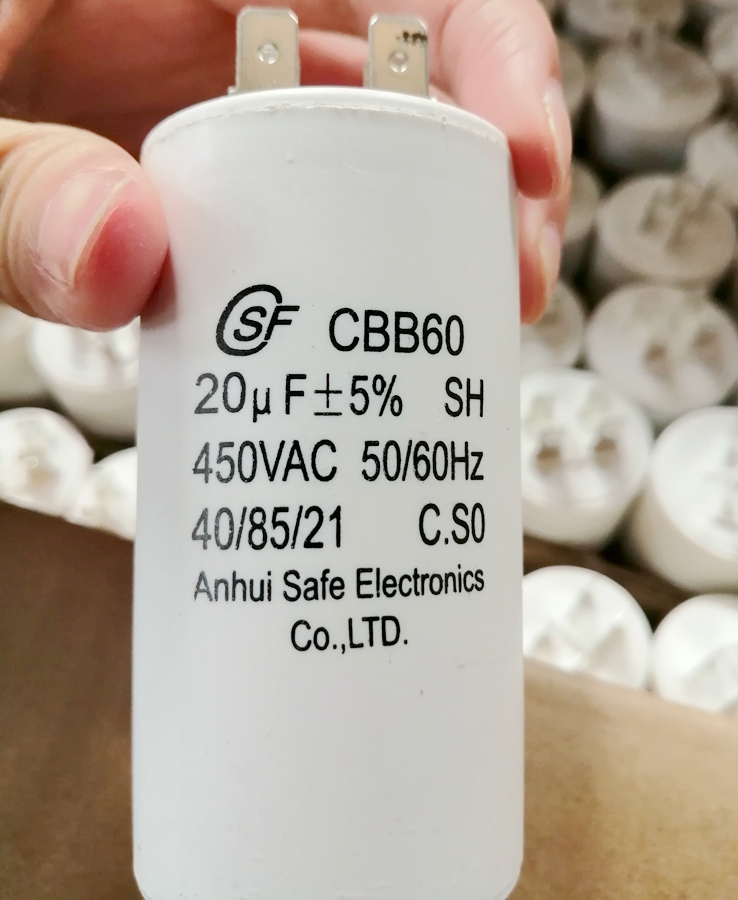 SF CBB60
20μF±5% SH
450VAC 50/60Hz
40/85/21 C.S0
Anhui Safe Electronics
Co.,LTD.